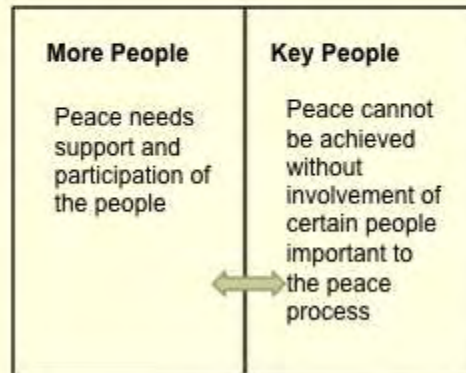 More People
Peace needs
support and
participation of
the people
Key People
Peace cannot
be achieved
without
involvement of
certain people
important to
the peace
process